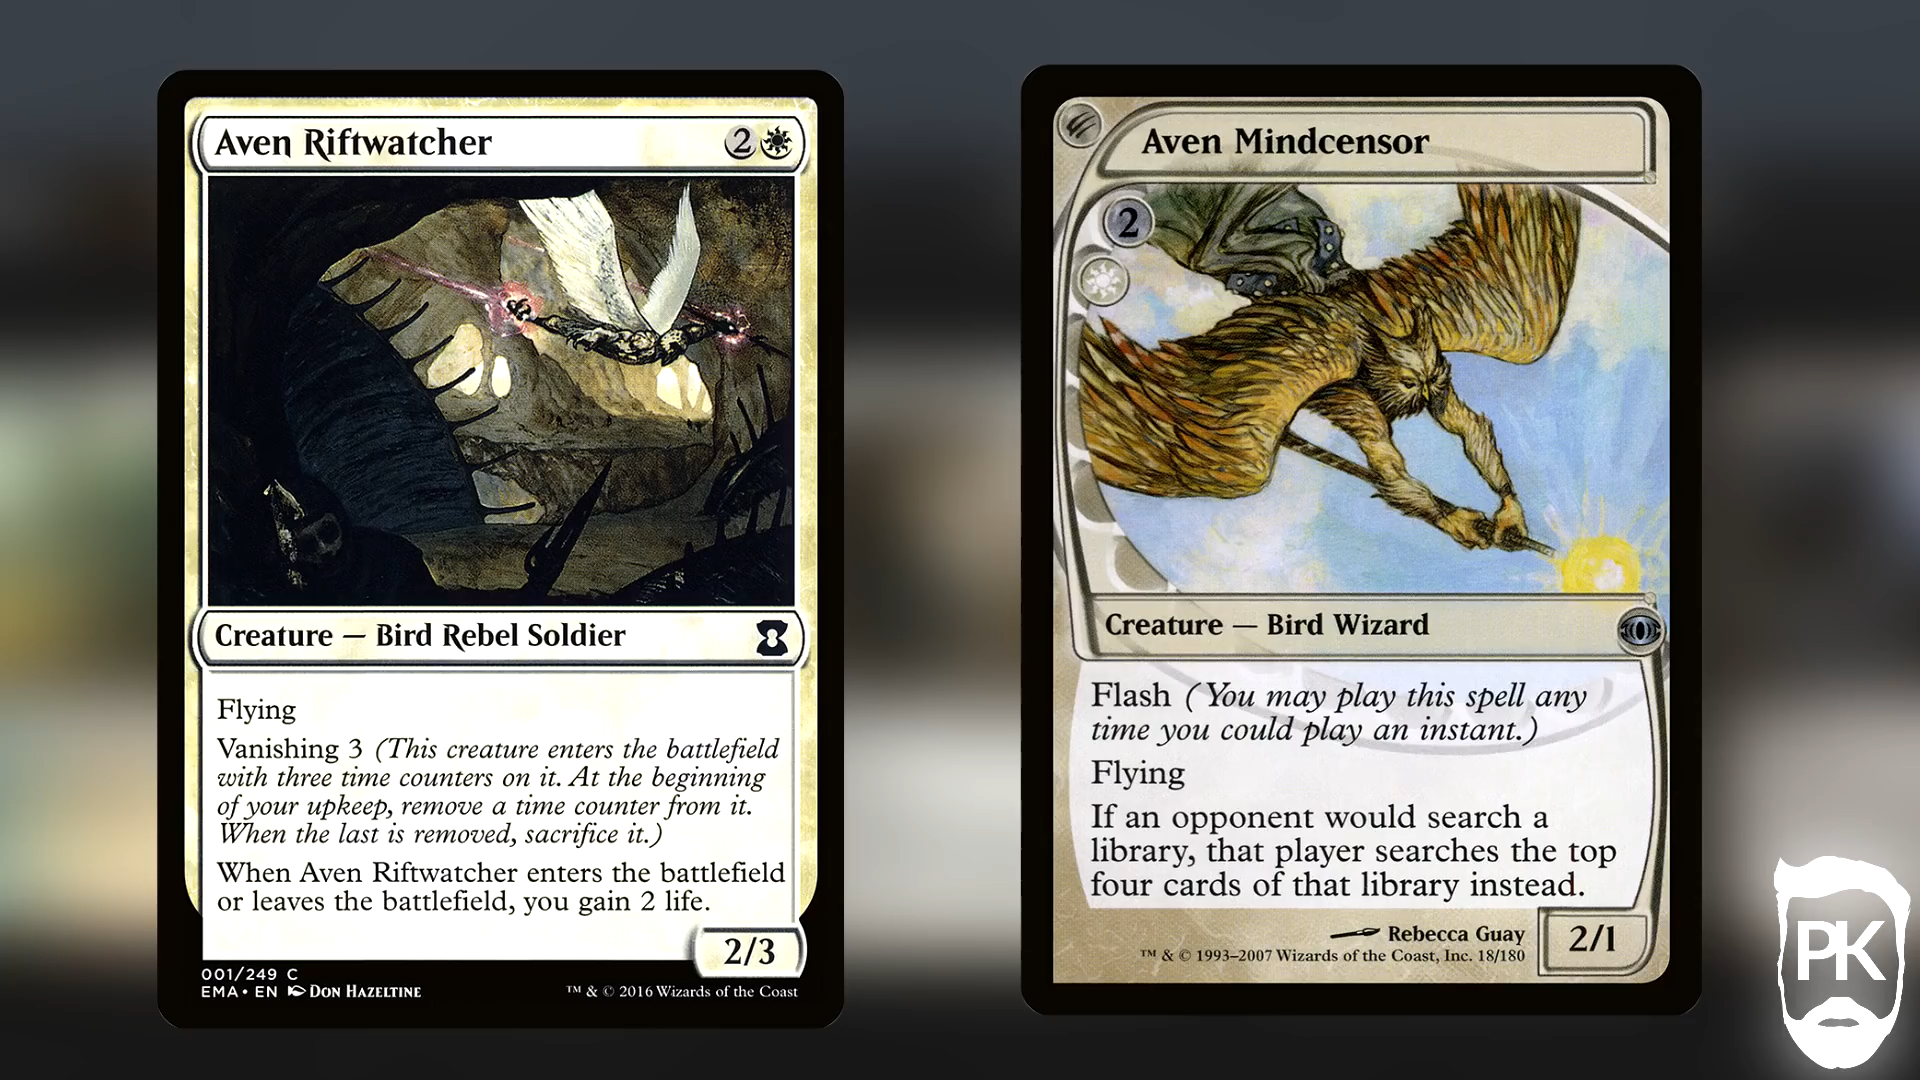 Aven Riftwatcher
2
Creature — Bird Rebel Soldier
Flying
Vanishing 3 (This creature enters the battlefield
with three time counters on it. At the beginning
of your upkeep, remove a time counter from it.
When the last is removed, sacrifice it.)
When Aven Riftwatcher enters the battlefield
or leaves the battlefield, you gain 2 life.
2/3
001/249 C
EMA • EN Don Hazeltine
™ & © 2016 Wizards of the Coast
Aven Mindcensor
2
Creature — Bird Wizard
Flash (You may play this spell any
time you could play an instant.)
Flying
If an opponent would search a
library, that player searches the top
four cards of that library instead.
Rebecca Guay
™ & © 1993–2007 Wizards of the Coast, Inc. 18/180
2/1
PK